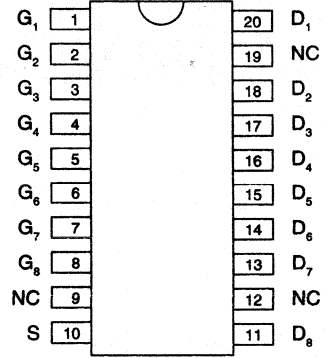 G₁ 1 20 D₁
G₂ 2 19 NC
G₃ 3 18 D₂
G₄ 4 17 D₃
G₅ 5 16 D₄
G₆ 6 15 D₅
G₇ 7 14 D₆
G₈ 8 13 D₇
NC 9 12 NC
S 10 11 D₈